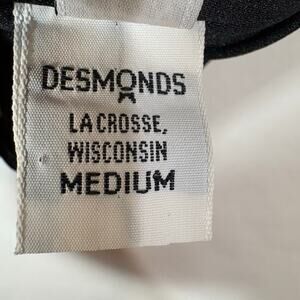 DESMONDS
LA CROSSE,
WISCONSIN
MEDIUM